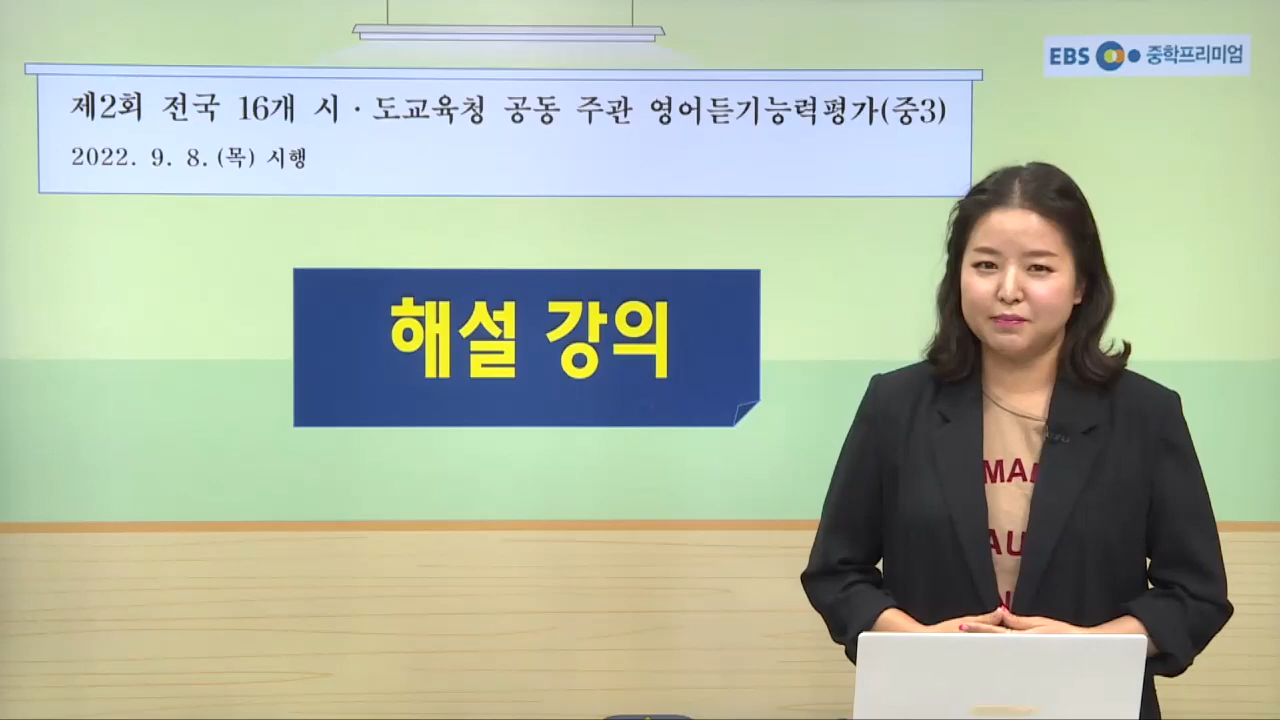 EBS 중학프리미엄
제2회 전국 16개 시·도교육청 공동 주관 영어듣기능력평가(중3)
2022. 9. 8.(목) 시행
해설 강의
MA
AU